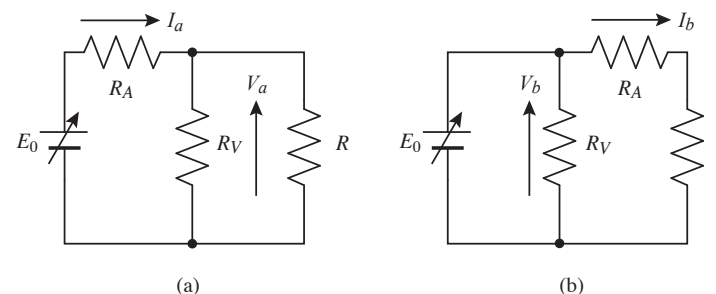 I_a I_b
R_A V_a V_b R_A
E_0 R_V R E_0 R_V
(a) (b)